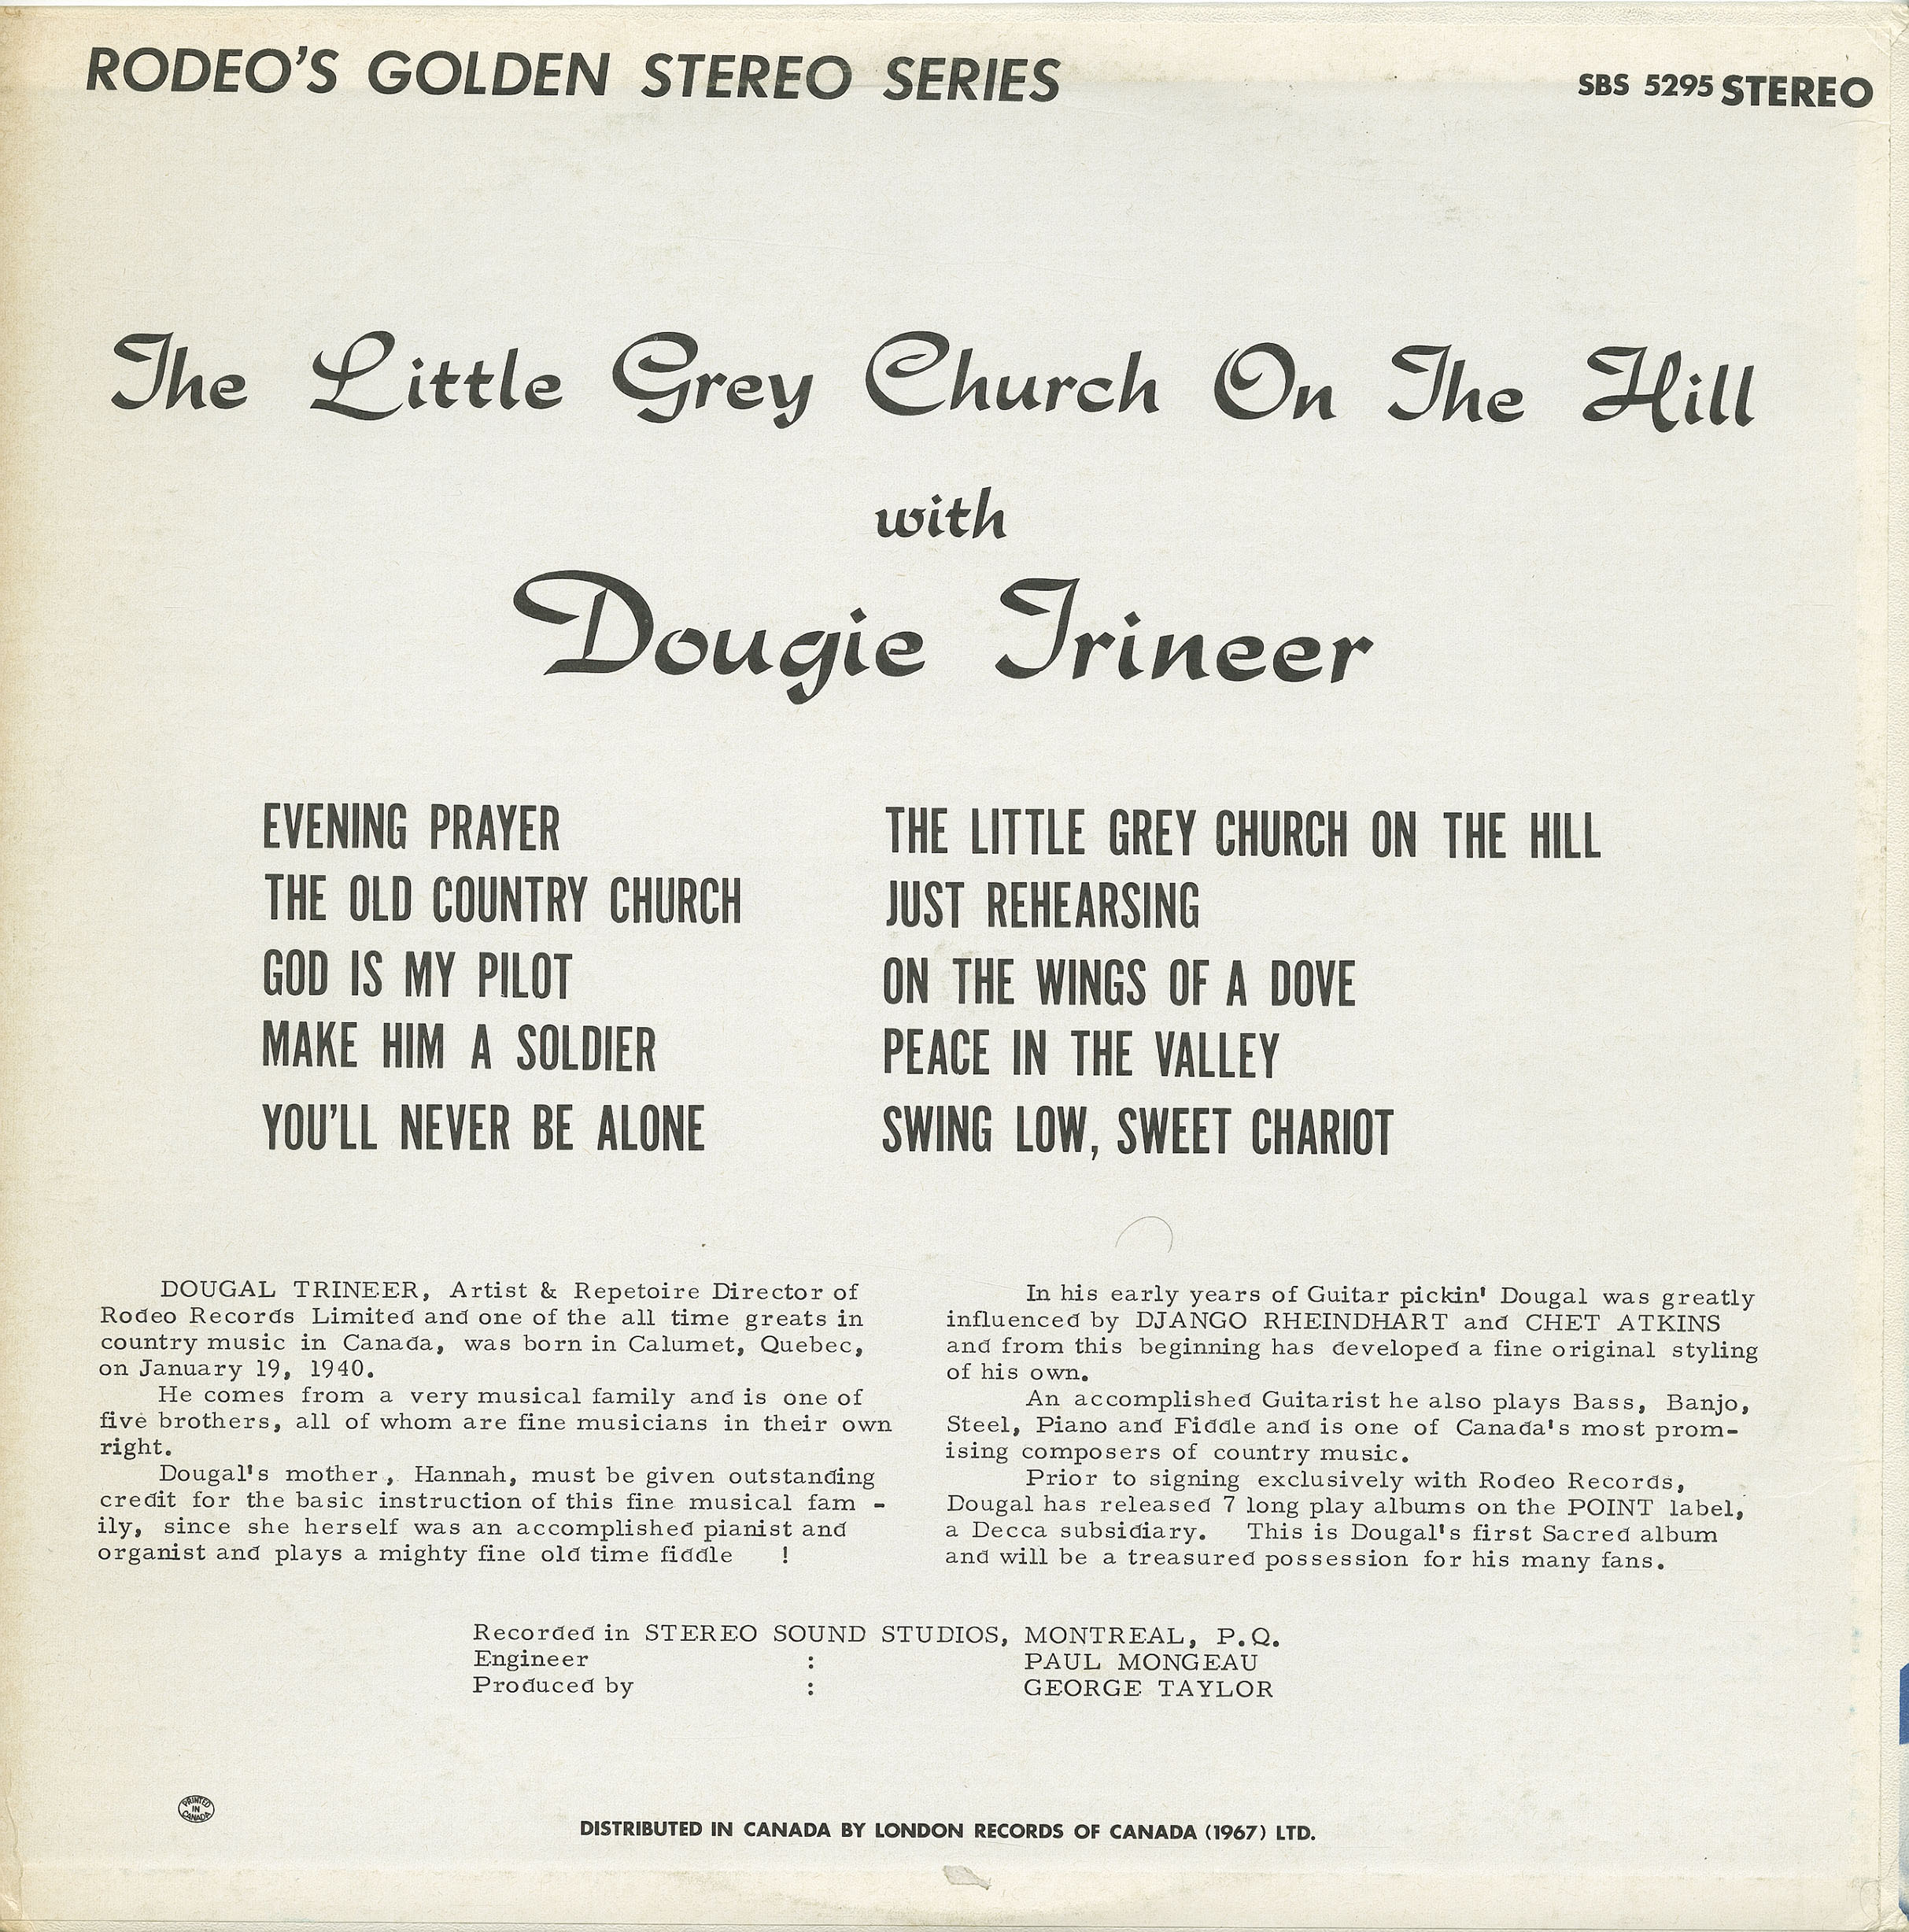 RODEO'S GOLDEN STEREO SERIES
SBS 5295 STEREO
The Little Grey Church On The Hill
with
Dougie Trineer
EVENING PRAYER
THE OLD COUNTRY CHURCH
GOD IS MY PILOT
MAKE HIM A SOLDIER
YOU'LL NEVER BE ALONE
THE LITTLE GREY CHURCH ON THE HILL
JUST REHEARSING
ON THE WINGS OF A DOVE
PEACE IN THE VALLEY
SWING LOW, SWEET CHARIOT
DOUGAL TRINEER, Artist & Repetoire Director of
Rodeo Records Limited and one of the all time greats in
country music in Canada, was born in Calumet, Quebec,
on January 19, 1940.
He comes from a very musical family and is one of
five brothers, all of whom are fine musicians in their own
right.
Dougal's mother, Hannah, must be given outstanding
credit for the basic instruction of this fine musical fam -
ily, since she herself was an accomplished pianist and
organist and plays a mighty fine old time fiddle !
In his early years of Guitar pickin' Dougal was greatly
influenced by DJANGO RHEINDHART and CHET ATKINS
and from this beginning has developed a fine original styling
of his own.
An accomplished Guitarist he also plays Bass, Banjo,
Steel, Piano and Fiddle and is one of Canada's most prom-
ising composers of country music.
Prior to signing exclusively with Rodeo Records,
Dougal has released 7 long play albums on the POINT label,
a Decca subsidiary. This is Dougal's first Sacred album
and will be a treasured possession for his many fans.
Recorded in STEREO SOUND STUDIOS, MONTREAL, P.Q.
Engineer : PAUL MONGEAU
Produced by : GEORGE TAYLOR
PRINTED
IN
CANADA
DISTRIBUTED IN CANADA BY LONDON RECORDS OF CANADA (1967) LTD.